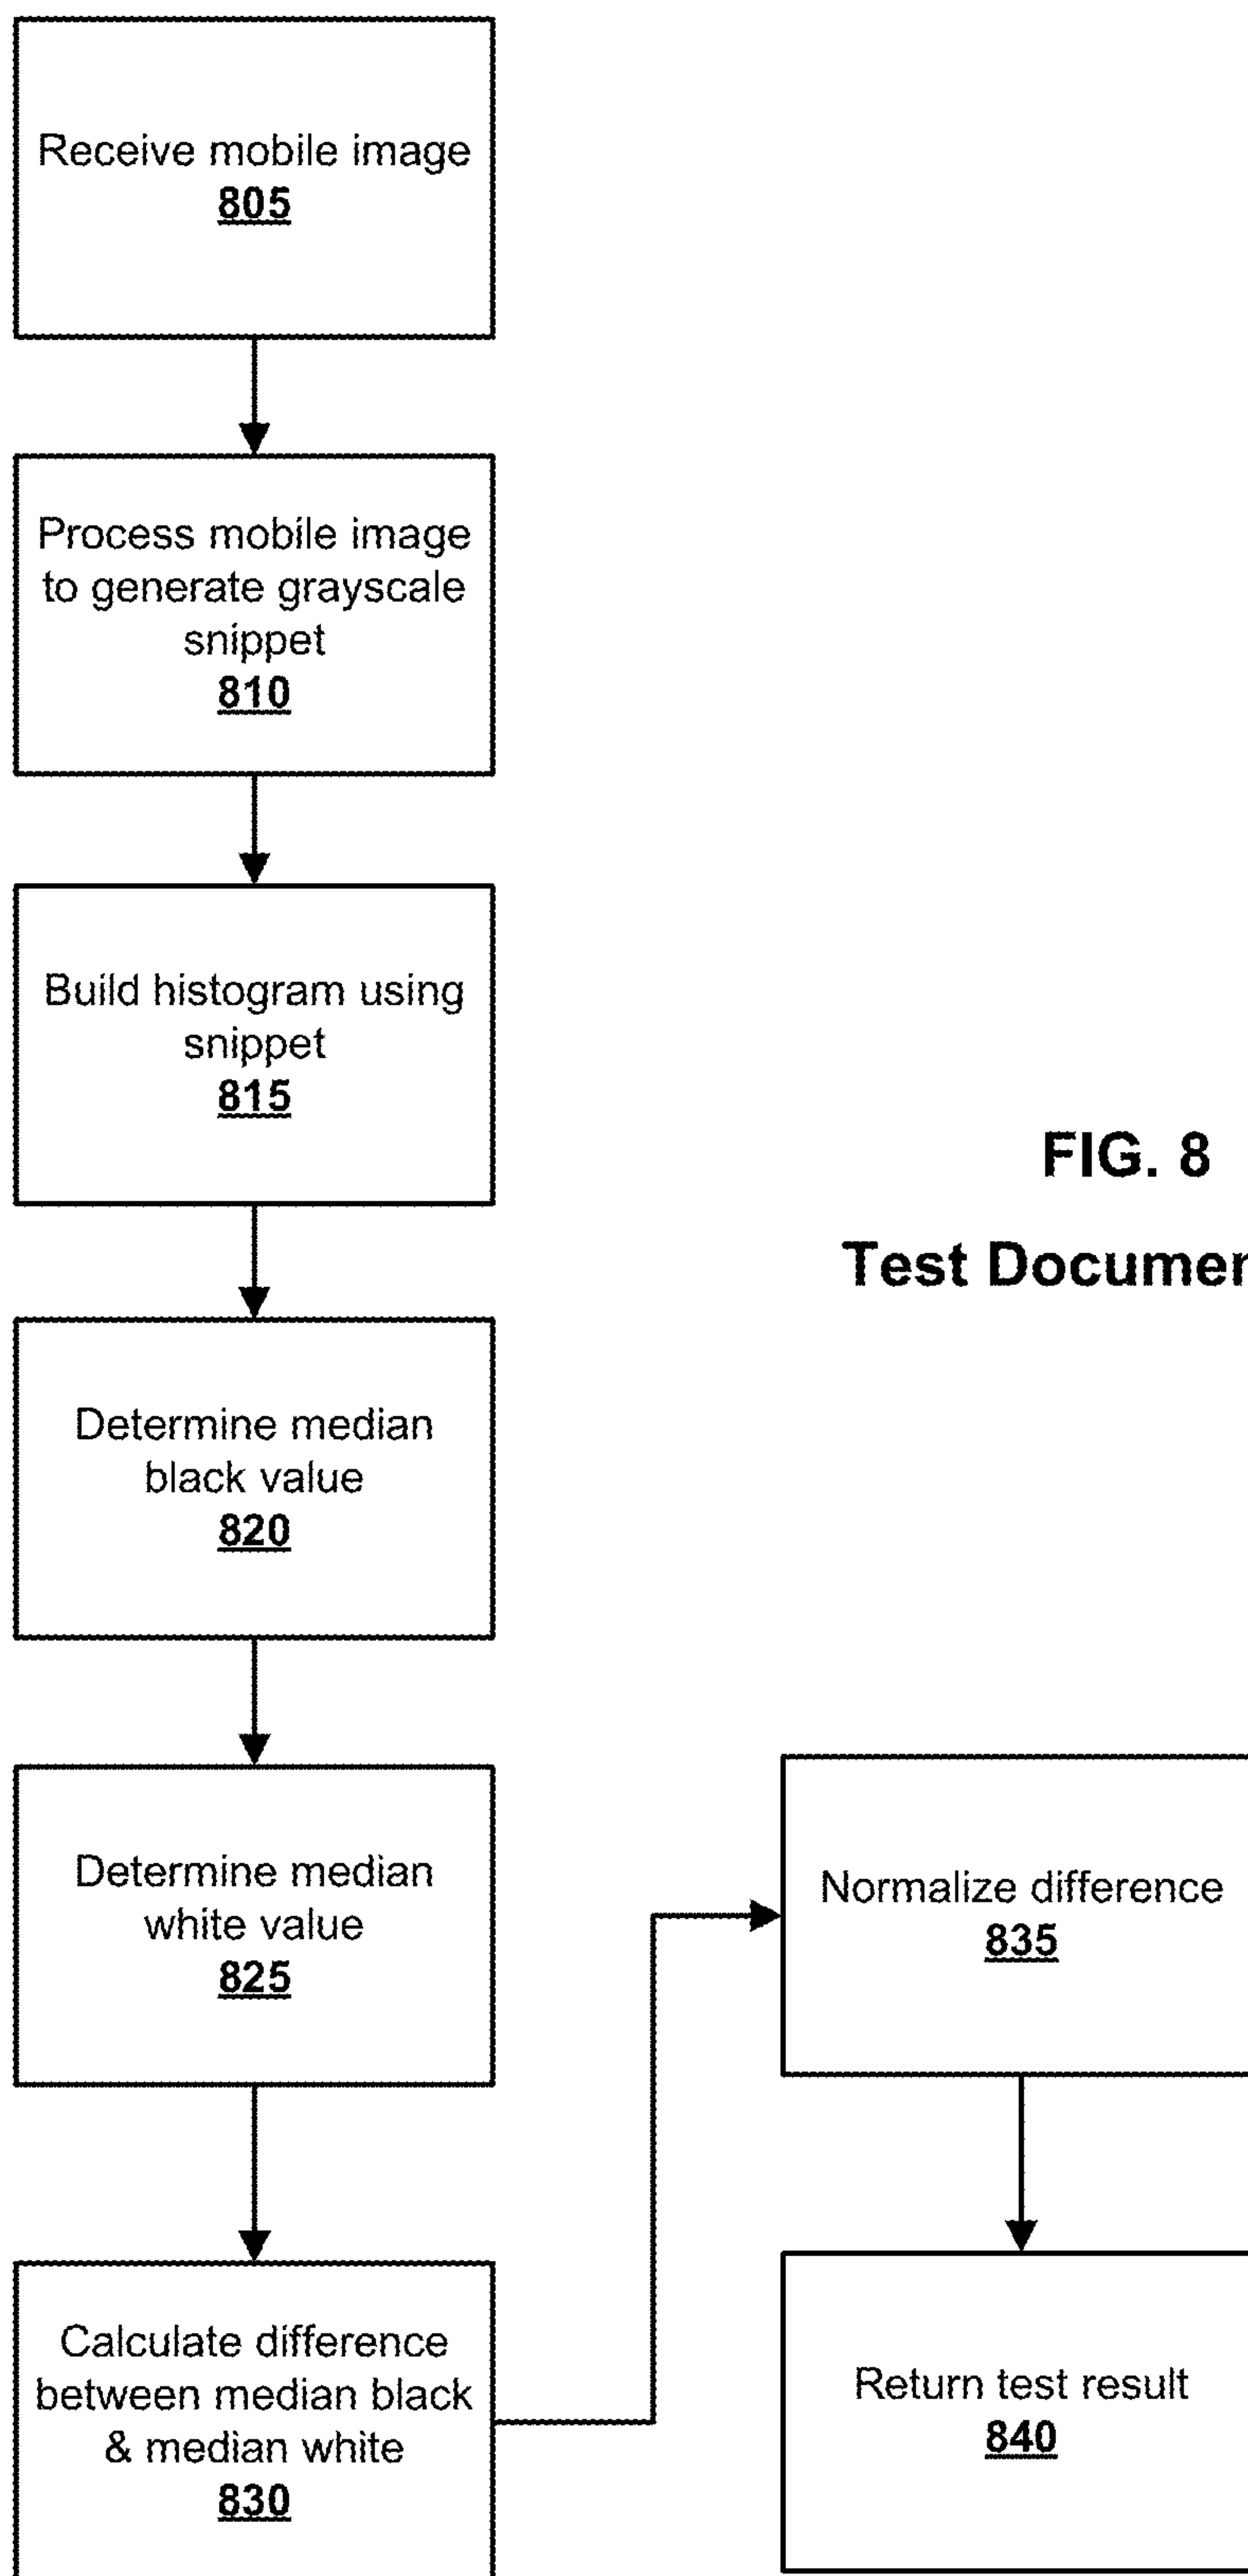 Receive mobile image
805
Process mobile image
to generate grayscale
snippet
810
Build histogram using
snippet
815
FIG. 8
Test Documen
Determine median
black value
820
Determine median
white value
825
Calculate difference
between median black
& median white
830
Normalize difference
835
Return test result
840